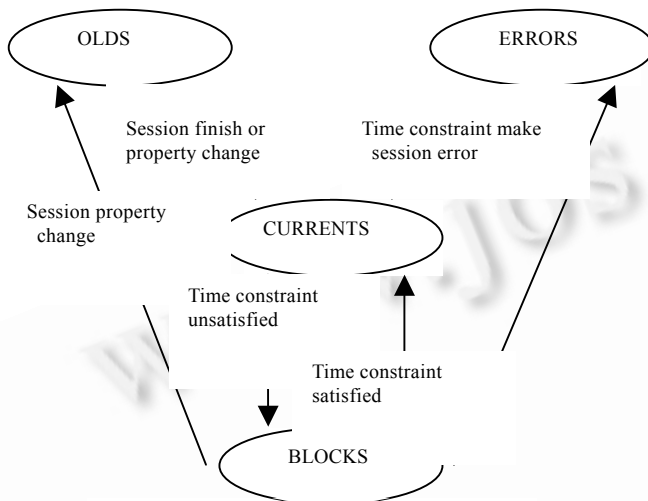 OLDS
ERRORS
Session finish or
property change
Time constraint make
session error
Session property
change
CURRENTS
Time constraint
unsatisfied
Time constraint
satisfied
BLOCKS